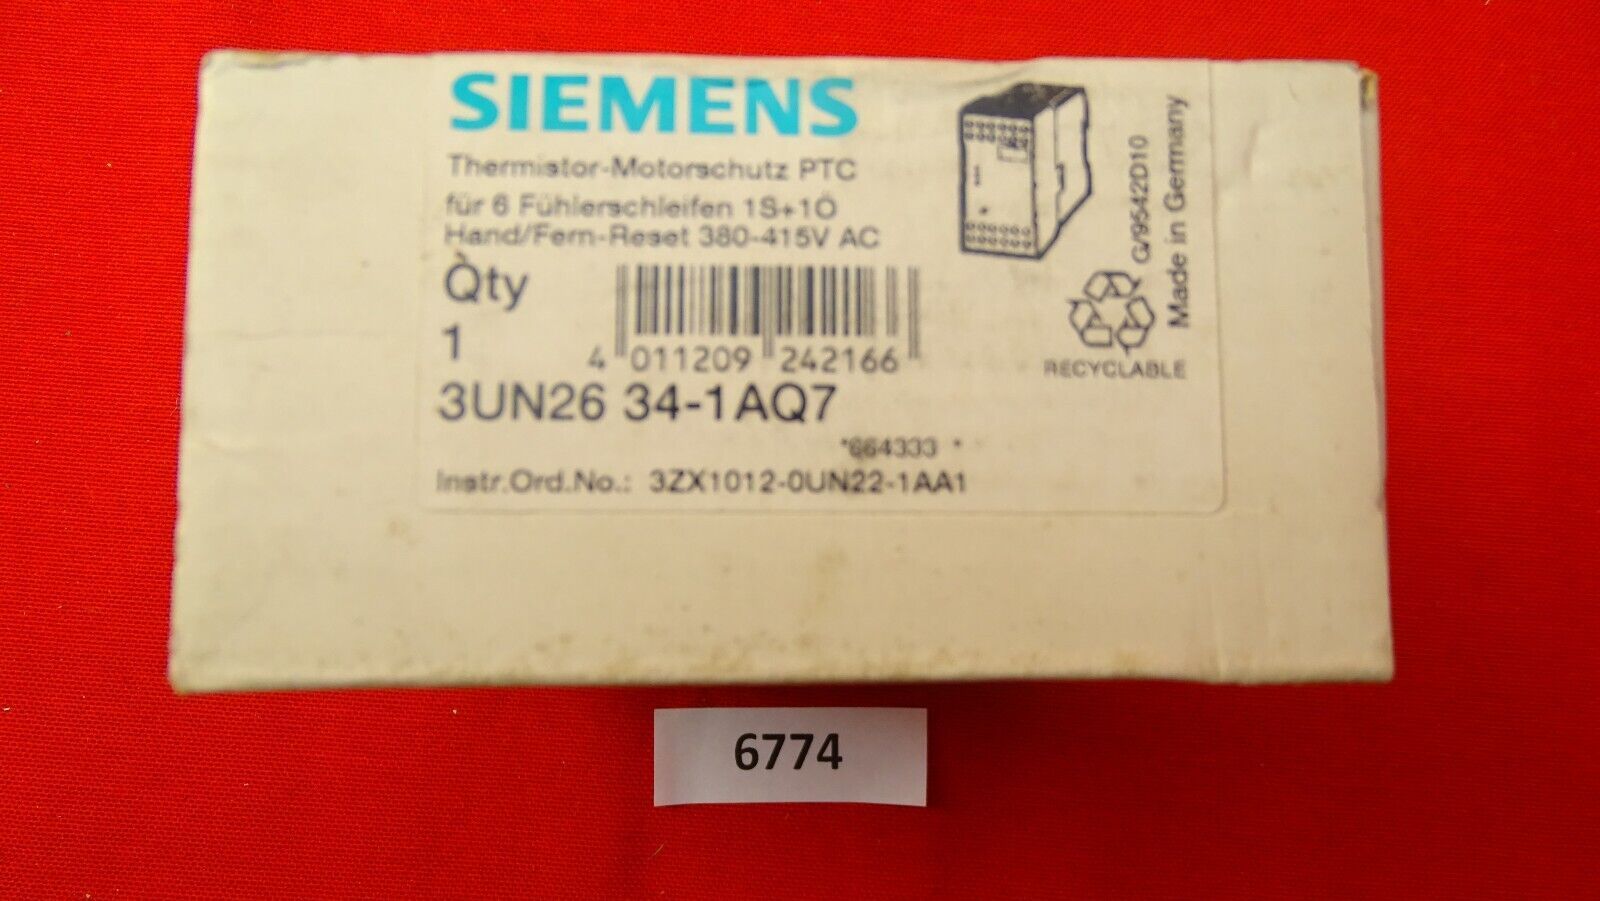 SIEMENS
Thermistor-Motorschutz PTC
für 6 Fühlerschleifen 1S+1Ö
Hand/Fern-Reset 380-415V AC
Qty
1
4 011209 242166
3UN26 34-1AQ7
*664333 *
Instr.Ord.No.: 3ZX1012-0UN22-1AA1
G/9542D10
Made in Germany
RECYCLABLE
6774